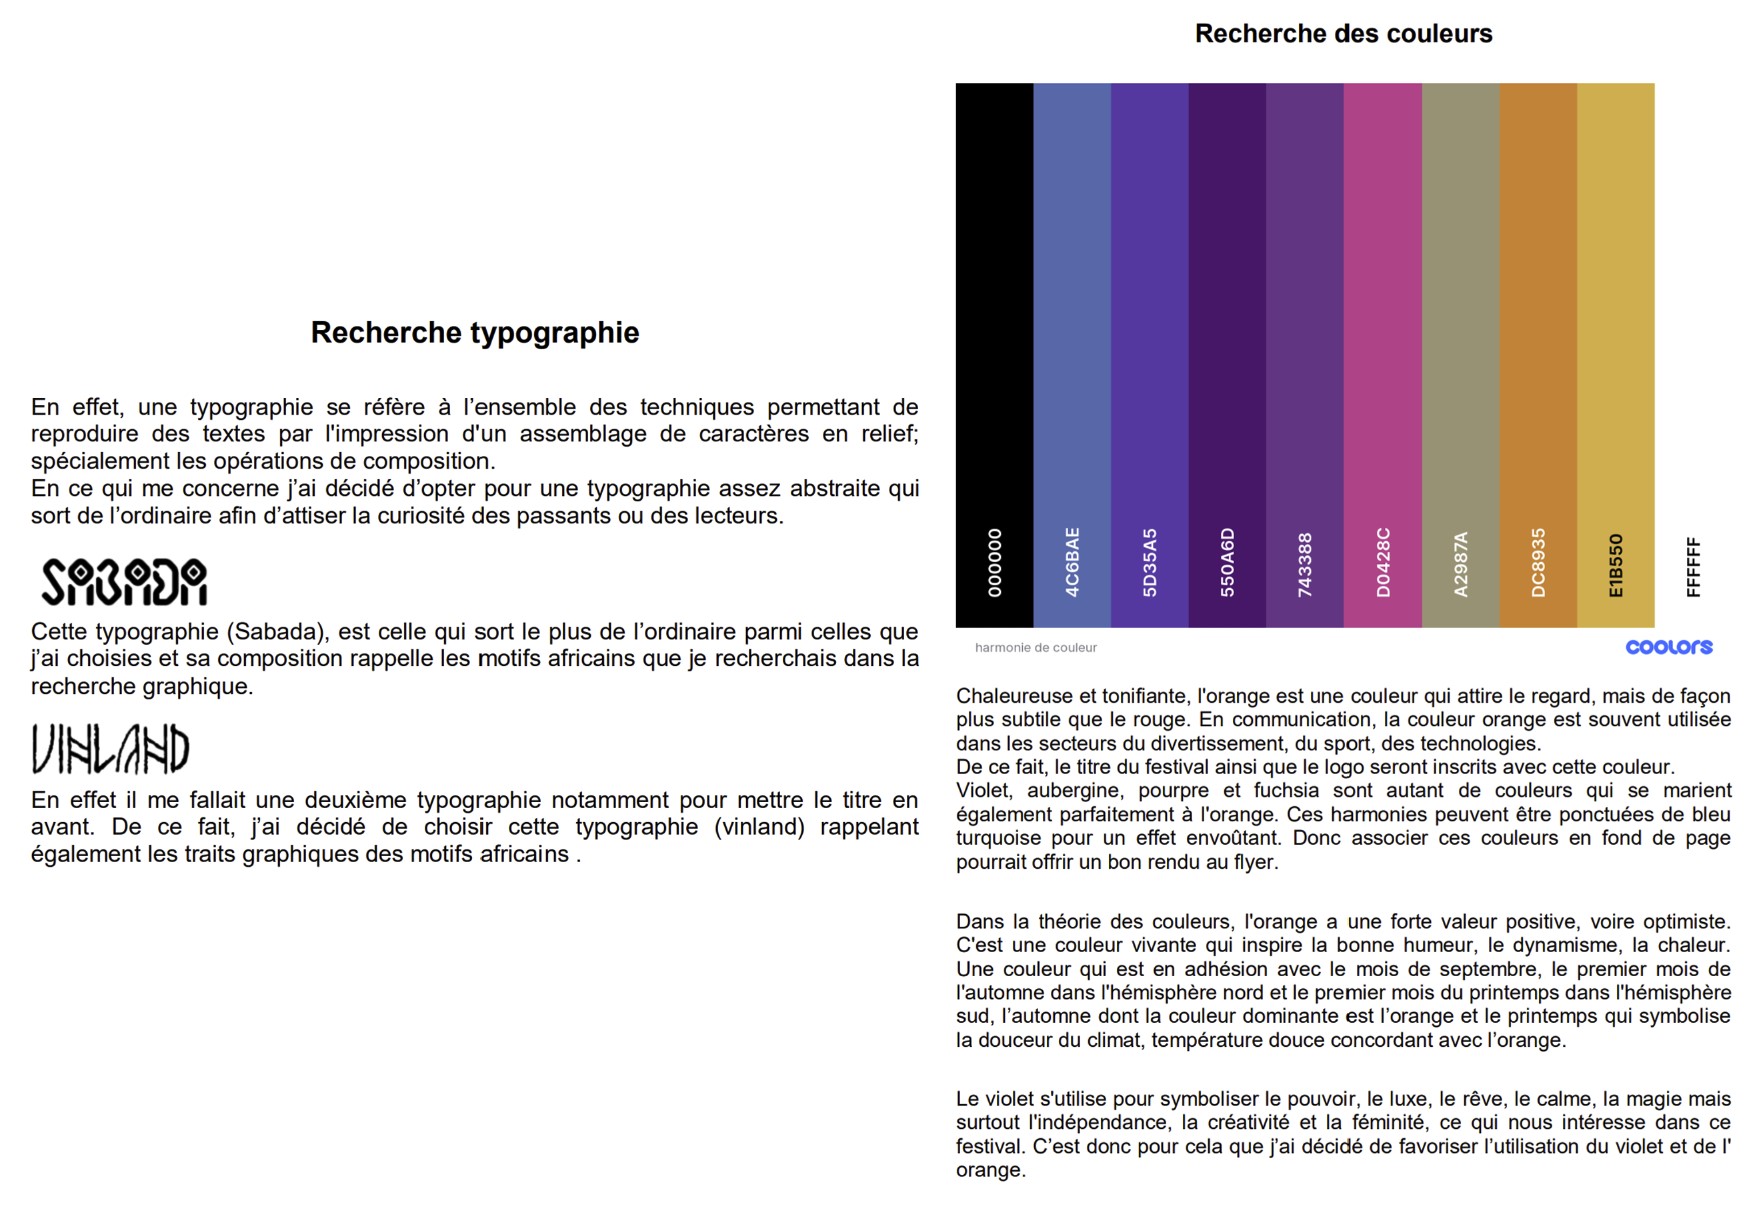 Recherche typographie
En effet, une typographie se réfère à l’ensemble des techniques permettant de
reproduire des textes par l'impression d'un assemblage de caractères en relief;
spécialement les opérations de composition.
En ce qui me concerne j’ai décidé d’opter pour une typographie assez abstraite qui
sort de l’ordinaire afin d’attiser la curiosité des passants ou des lecteurs.
SABADA
Cette typographie (Sabada), est celle qui sort le plus de l’ordinaire parmi celles que
j’ai choisies et sa composition rappelle les motifs africains que je recherchais dans la
recherche graphique.
VINLAND
En effet il me fallait une deuxième typographie notamment pour mettre le titre en
avant. De ce fait, j’ai décidé de choisir cette typographie (vinland) rappelant
également les traits graphiques des motifs africains .
Recherche des couleurs
000000
4C6BAE
5D35A5
550A6D
743388
D0428C
A2987A
DC8935
E1B550
FFFFFF
harmonie de couleur
coolors
Chaleureuse et tonifiante, l'orange est une couleur qui attire le regard, mais de façon
plus subtile que le rouge. En communication, la couleur orange est souvent utilisée
dans les secteurs du divertissement, du sport, des technologies.
De ce fait, le titre du festival ainsi que le logo seront inscrits avec cette couleur.
Violet, aubergine, pourpre et fuchsia sont autant de couleurs qui se marient
également parfaitement à l'orange. Ces harmonies peuvent être ponctuées de bleu
turquoise pour un effet envoûtant. Donc associer ces couleurs en fond de page
pourrait offrir un bon rendu au flyer.
Dans la théorie des couleurs, l'orange a une forte valeur positive, voire optimiste.
C'est une couleur vivante qui inspire la bonne humeur, le dynamisme, la chaleur.
Une couleur qui est en adhésion avec le mois de septembre, le premier mois de
l'automne dans l'hémisphère nord et le premier mois du printemps dans l'hémisphère
sud, l’automne dont la couleur dominante est l’orange et le printemps qui symbolise
la douceur du climat, température douce concordant avec l’orange.
Le violet s'utilise pour symboliser le pouvoir, le luxe, le rêve, le calme, la magie mais
surtout l'indépendance, la créativité et la féminité, ce qui nous intéresse dans ce
festival. C’est donc pour cela que j’ai décidé de favoriser l’utilisation du violet et de l'
orange.